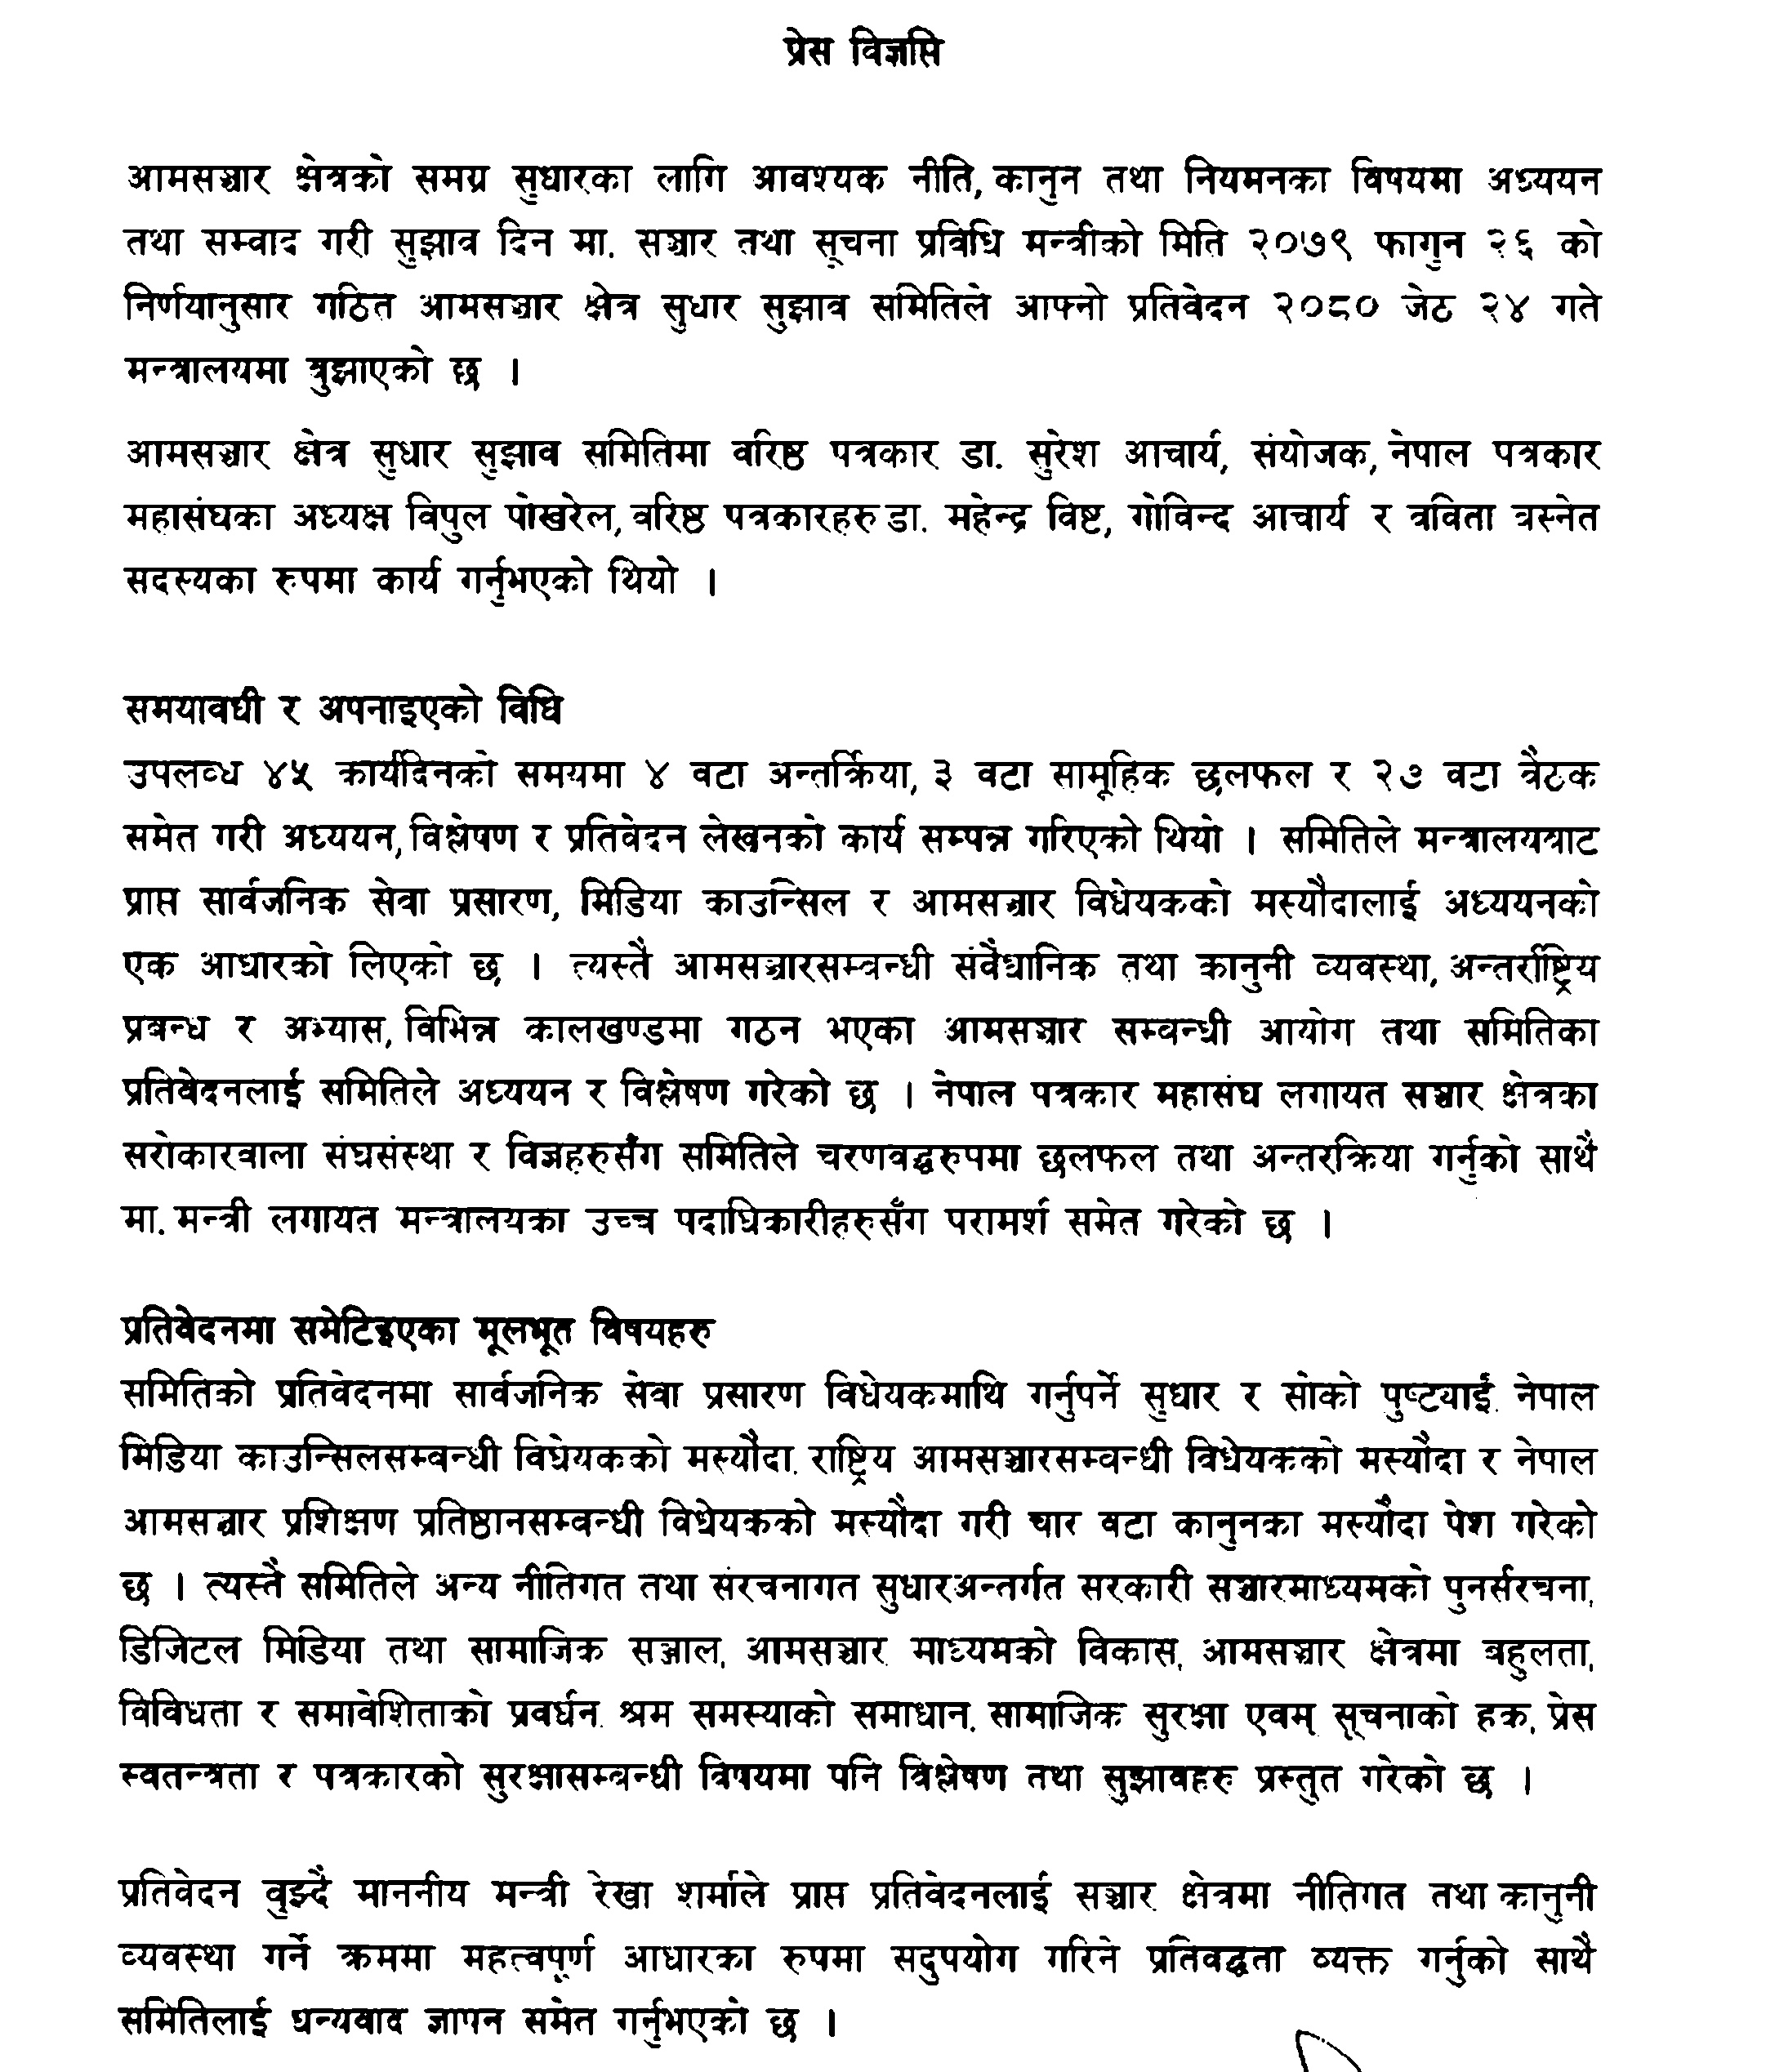 प्रेस विज्ञप्ति
आमसञ्चार क्षेत्रको समग्र सुधारका लागि आवश्यक नीति, कानुन तथा नियमनका विषयमा अध्ययन
तथा सम्वाद गरी सुझाव दिन मा. सञ्चार तथा सूचना प्रविधि मन्त्रीको मिति २०७९ फागुन २६ को
निर्णयानुसार गठित आमसञ्चार क्षेत्र सुधार सुझाव समितिले आफ्नो प्रतिवेदन २०८० जेठ २४ गते
मन्त्रालयमा बुझाएको छ ।
आमसञ्चार क्षेत्र सुधार सुझाव समितिमा वरिष्ठ पत्रकार डा. सुरेश आचार्य, संयोजक, नेपाल पत्रकार
महासंघका अध्यक्ष विपुल पोखरेल, वरिष्ठ पत्रकारहरु डा. महेन्द्र विष्ट, गोविन्द आचार्य र बविता बस्नेत
सदस्यका रुपमा कार्य गर्नुभएको थियो ।
समयावधी र अपनाइएको विधि
उपलब्ध ४५ कार्यदिनको समयमा ४ वटा अन्तर्क्रिया, ३ वटा सामूहिक छलफल र २७ वटा बैठक
समेत गरी अध्ययन, विश्लेषण र प्रतिवेदन लेखनको कार्य सम्पन्न गरिएको थियो । समितिले मन्त्रालयबाट
प्राप्त सार्वजनिक सेवा प्रसारण, मिडिया काउन्सिल र आमसञ्चार विधेयकको मस्यौदालाई अध्ययनको
एक आधारको लिएको छ । त्यस्तै आमसञ्चारसम्बन्धी संवैधानिक तथा कानुनी व्यवस्था, अन्तर्राष्ट्रिय
प्रबन्ध र अभ्यास, विभिन्न कालखण्डमा गठन भएका आमसञ्चार सम्बन्धी आयोग तथा समितिका
प्रतिवेदनलाई समितिले अध्ययन र विश्लेषण गरेको छ । नेपाल पत्रकार महासंघ लगायत सञ्चार क्षेत्रका
सरोकारवाला संघसंस्था र विज्ञहरुसँग समितिले चरणवद्धरुपमा छलफल तथा अन्तरक्रिया गर्नुको साथै
मा. मन्त्री लगायत मन्त्रालयका उच्च पदाधिकारीहरुसँग परामर्श समेत गरेको छ ।
प्रतिवेदनमा समेटिइएका मूलभूत विषयहरु
समितिको प्रतिवेदनमा सार्वजनिक सेवा प्रसारण विधेयकमाथि गर्नुपर्ने सुधार र सोको पुष्ट्याईं, नेपाल
मिडिया काउन्सिलसम्बन्धी विधेयकको मस्यौदा, राष्ट्रिय आमसञ्चारसम्बन्धी विधेयकको मस्यौदा र नेपाल
आमसञ्चार प्रशिक्षण प्रतिष्ठानसम्बन्धी विधेयकको मस्यौदा गरी चार वटा कानुनका मस्यौदा पेश गरेको
छ । त्यस्तै समितिले अन्य नीतिगत तथा संरचनागत सुधारअन्तर्गत सरकारी सञ्चारमाध्यमको पुनर्संरचना,
डिजिटल मिडिया तथा सामाजिक सञ्जाल, आमसञ्चार माध्यमको विकास, आमसञ्चार क्षेत्रमा बहुलता,
विविधता र समावेशिताको प्रवर्धन, श्रम समस्याको समाधान, सामाजिक सुरक्षा एवम् सूचनाको हक, प्रेस
स्वतन्त्रता र पत्रकारको सुरक्षासम्बन्धी विषयमा पनि विश्लेषण तथा सुझावहरु प्रस्तुत गरेको छ ।
प्रतिवेदन वुझ्दै माननीय मन्त्री रेखा शर्माले प्राप्त प्रतिवेदनलाई सञ्चार क्षेत्रमा नीतिगत तथा कानुनी
व्यवस्था गर्ने क्रममा महत्वपूर्ण आधारका रुपमा सदुपयोग गरिने प्रतिवद्धता व्यक्त गर्नुको साथै
समितिलाई धन्यवाद ज्ञापन समेत गर्नुभएको छ ।